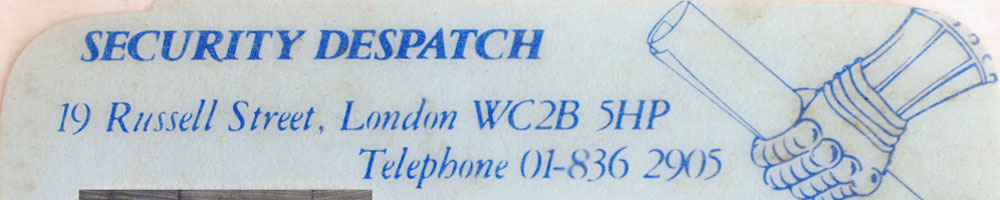 SECURITY DESPATCH
19 Russell Street, London WC2B 5HP
Telephone 01-836 2905